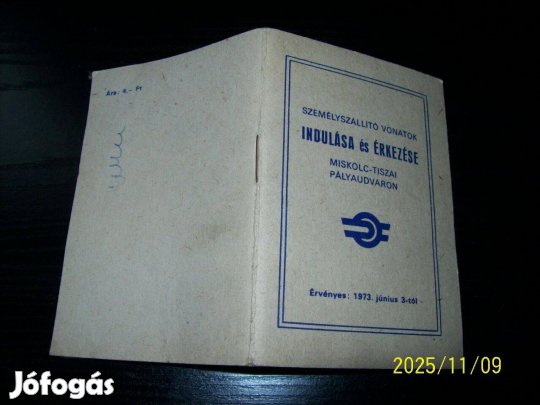 Ára: 4,- Ft
SZEMÉLYSZÁLLITÓ VONATOK
INDULÁSA és ÉRKEZÉSE
MISKOLC-TISZAI
PÁLYAUDVARON
Érvényes: 1973. június 3-tól
2025/11/09
Jófogás